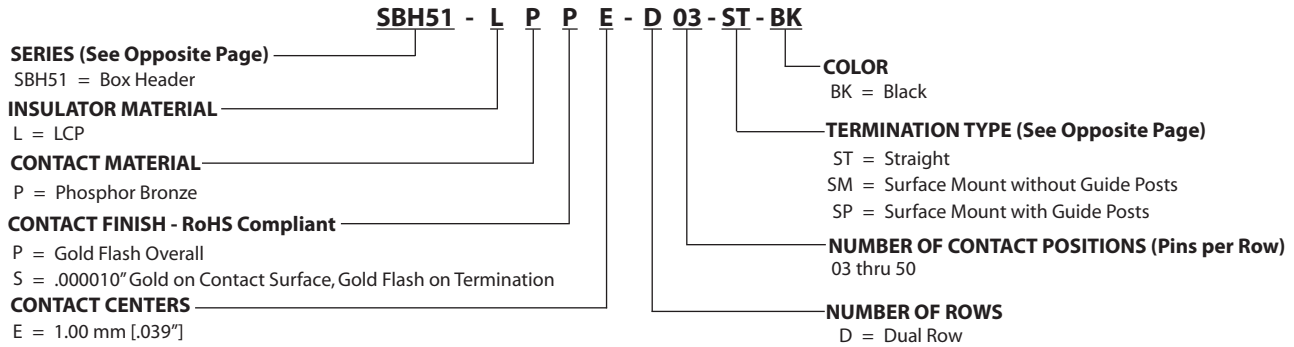 SBH51 - L P P E - D 03 - ST - BK
SERIES (See Opposite Page)
SBH51 = Box Header
INSULATOR MATERIAL
L = LCP
CONTACT MATERIAL
P = Phosphor Bronze
CONTACT FINISH - RoHS Compliant
P = Gold Flash Overall
S = .000010" Gold on Contact Surface, Gold Flash on Termination
CONTACT CENTERS
E = 1.00 mm [.039"]
COLOR
BK = Black
TERMINATION TYPE (See Opposite Page)
ST = Straight
SM = Surface Mount without Guide Posts
SP = Surface Mount with Guide Posts
NUMBER OF CONTACT POSITIONS (Pins per Row)
03 thru 50
NUMBER OF ROWS
D = Dual Row